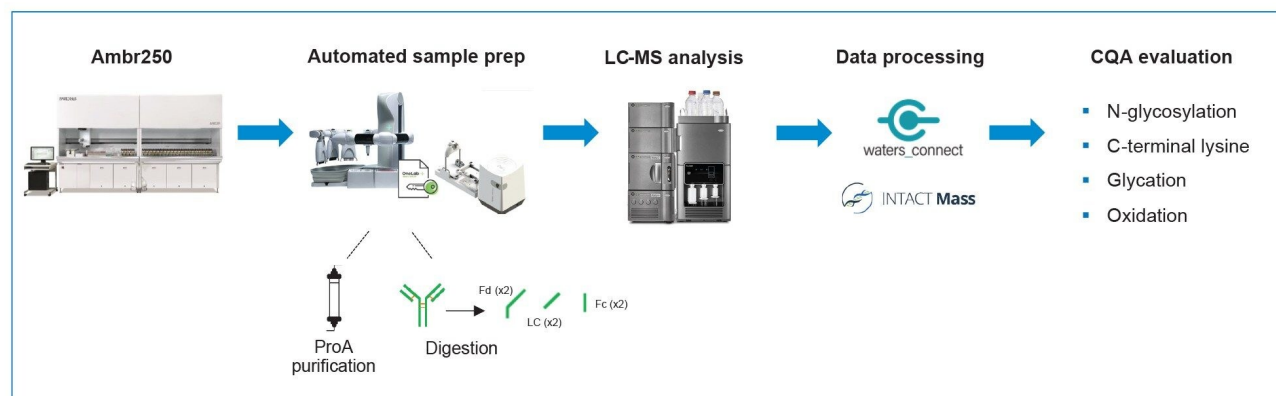 Ambr250
Automated sample prep
LC-MS analysis
Data processing
CQA evaluation
OneLab
waters_connect
INTACT Mass
▪ N-glycosylation
▪ C-terminal lysine
▪ Glycation
▪ Oxidation
ProA
purification
Fd (x2)
LC (x2)
Fc (x2)
Digestion